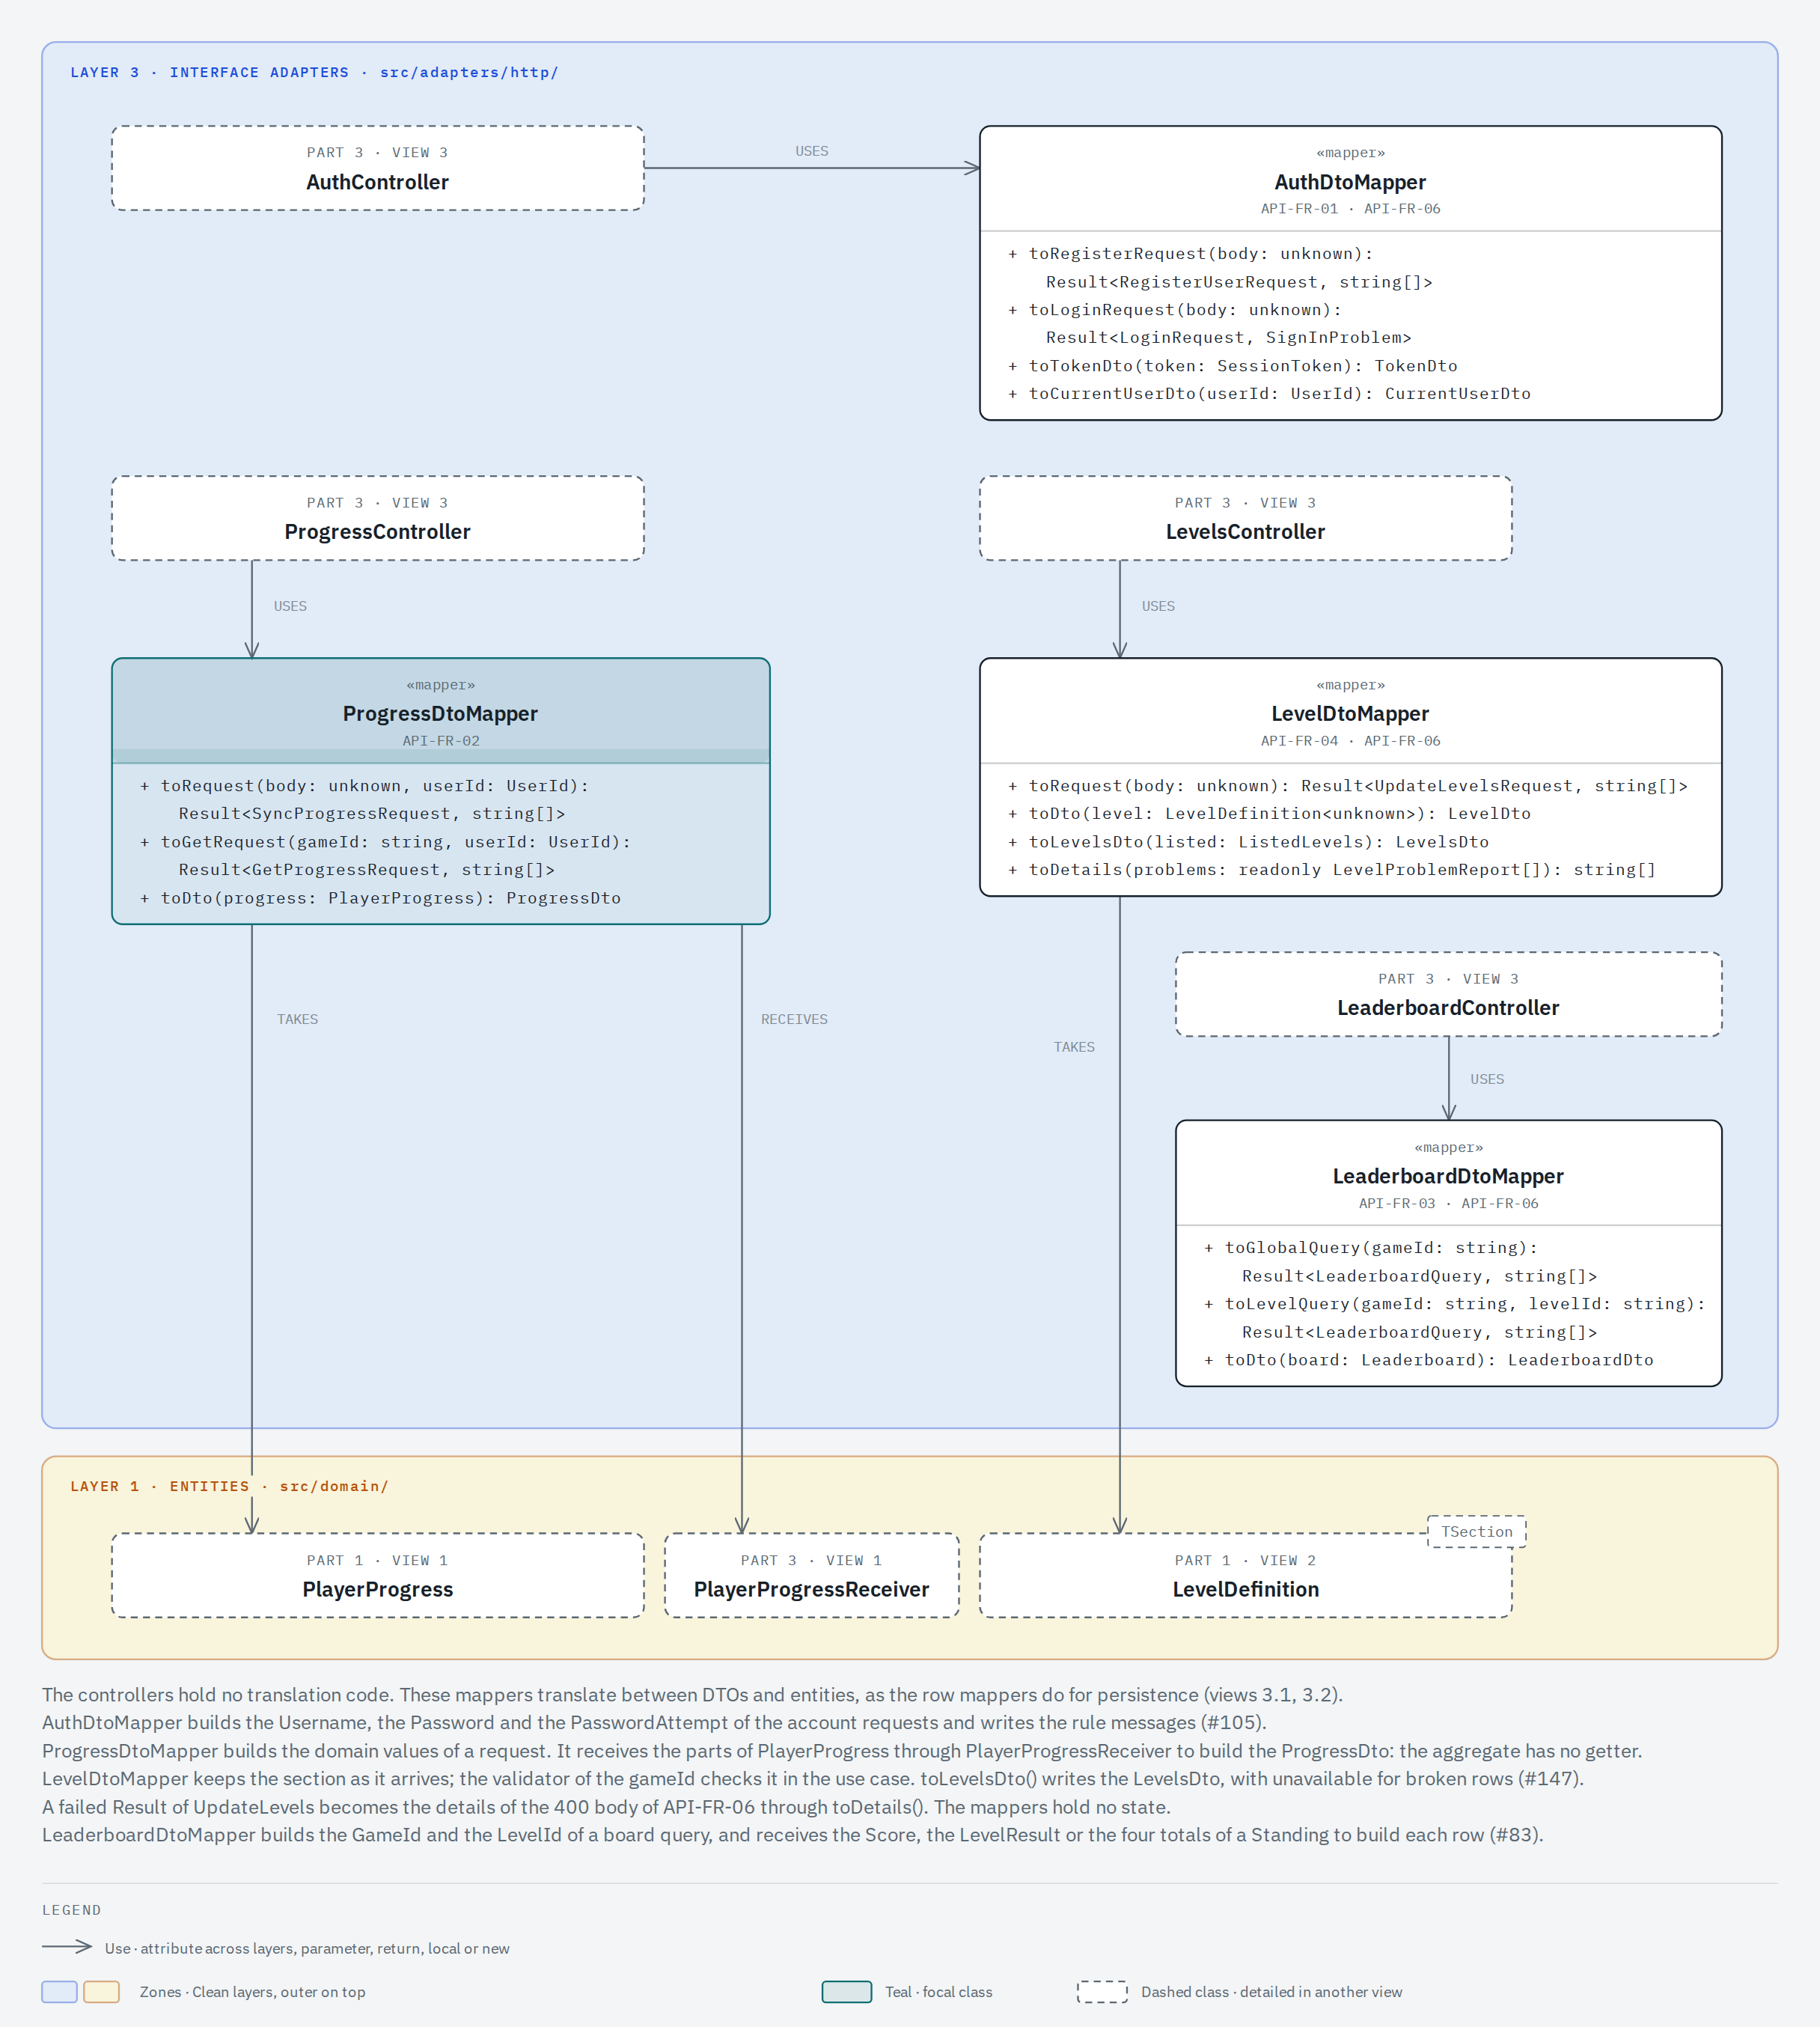 LAYER 3 · INTERFACE ADAPTERS · src/adapters/http/
PART 3 · VIEW 3
AuthController
USES
«mapper»
AuthDtoMapper
API-FR-01 · API-FR-06
+ toRegisterRequest(body: unknown):
Result<RegisterUserRequest, string[]>
+ toLoginRequest(body: unknown):
Result<LoginRequest, SignInProblem>
+ toTokenDto(token: SessionToken): TokenDto
+ toCurrentUserDto(userId: UserId): CurrentUserDto
PART 3 · VIEW 3
ProgressController
PART 3 · VIEW 3
LevelsController
USES
USES
«mapper»
ProgressDtoMapper
API-FR-02
+ toRequest(body: unknown, userId: UserId):
Result<SyncProgressRequest, string[]>
+ toGetRequest(gameId: string, userId: UserId):
Result<GetProgressRequest, string[]>
+ toDto(progress: PlayerProgress): ProgressDto
«mapper»
LevelDtoMapper
API-FR-04 · API-FR-06
+ toRequest(body: unknown): Result<UpdateLevelsRequest, string[]>
+ toDto(level: LevelDefinition<unknown>): LevelDto
+ toLevelsDto(listed: ListedLevels): LevelsDto
+ toDetails(problems: readonly LevelProblemReport[]): string[]
PART 3 · VIEW 3
LeaderboardController
TAKES
RECEIVES
TAKES
USES
«mapper»
LeaderboardDtoMapper
API-FR-03 · API-FR-06
+ toGlobalQuery(gameId: string):
Result<LeaderboardQuery, string[]>
+ toLevelQuery(gameId: string, levelId: string):
Result<LeaderboardQuery, string[]>
+ toDto(board: Leaderboard): LeaderboardDto
LAYER 1 · ENTITIES · src/domain/
PART 1 · VIEW 1
PlayerProgress
PART 3 · VIEW 1
PlayerProgressReceiver
TSection
PART 1 · VIEW 2
LevelDefinition
The controllers hold no translation code. These mappers translate between DTOs and entities, as the row mappers do for persistence (views 3.1, 3.2).
AuthDtoMapper builds the Username, the Password and the PasswordAttempt of the account requests and writes the rule messages (#105).
ProgressDtoMapper builds the domain values of a request. It receives the parts of PlayerProgress through PlayerProgressReceiver to build the ProgressDto: the aggregate has no getter.
LevelDtoMapper keeps the section as it arrives; the validator of the gameId checks it in the use case. toLevelsDto() writes the LevelsDto, with unavailable for broken rows (#147).
A failed Result of UpdateLevels becomes the details of the 400 body of API-FR-06 through toDetails(). The mappers hold no state.
LeaderboardDtoMapper builds the GameId and the LevelId of a board query, and receives the Score, the LevelResult or the four totals of a Standing to build each row (#83).
LEGEND
Use · attribute across layers, parameter, return, local or new
Zones · Clean layers, outer on top
Teal · focal class
Dashed class · detailed in another view